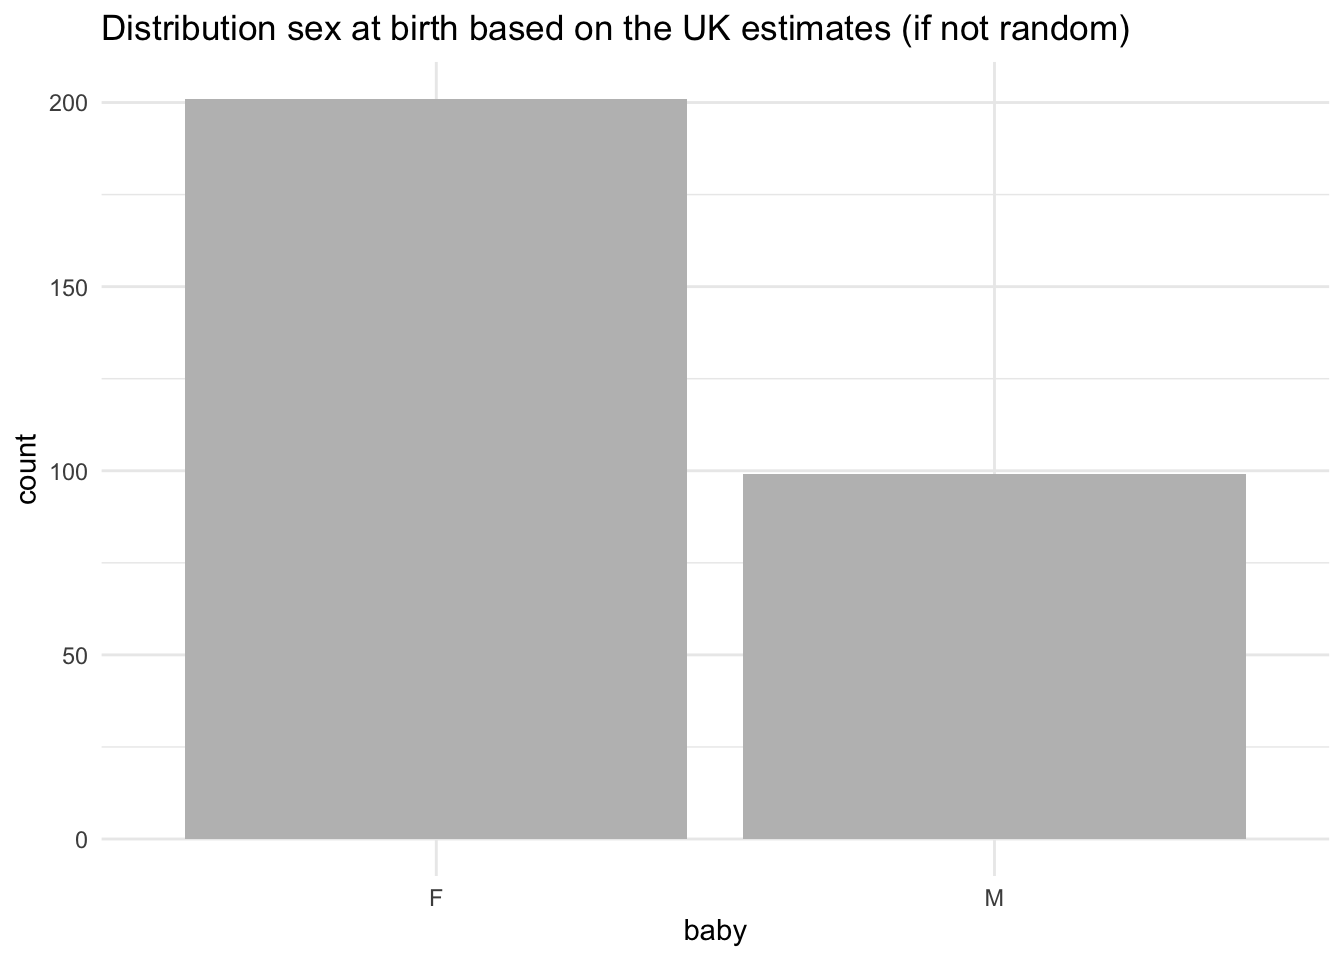 Distribution sex at birth based on the UK estimates (if not random)
200
150
100
50
0
count
F
M
baby